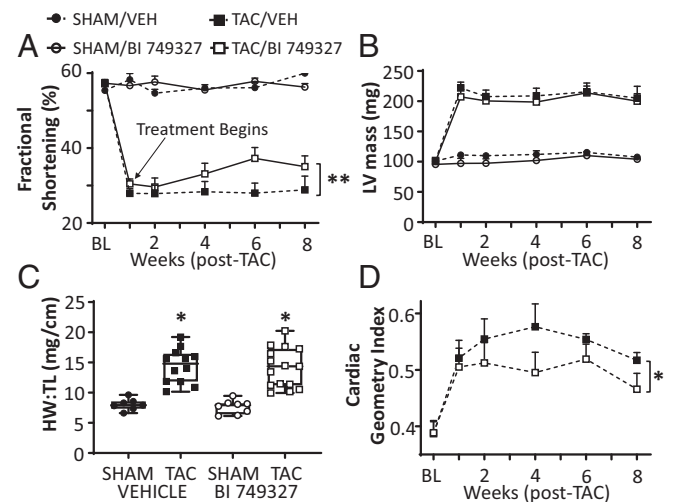 SHAM/VEH TAC/VEH
SHAM/BI 749327 TAC/BI 749327
A
60
40
20
Fractional
Shortening (%)
Treatment Begins
**
BL 2 4 6 8
Weeks (post-TAC)
B
250
200
150
100
50
0
LV mass (mg)
BL 2 4 6 8
Weeks (post-TAC)
C
25
20
15
10
5
0
HW:TL (mg/cm)
* *
SHAM TAC SHAM TAC
VEHICLE BI 749327
D
0.6
0.5
0.4
Cardiac
Geometry Index
*
BL 2 4 6 8
Weeks (post-TAC)